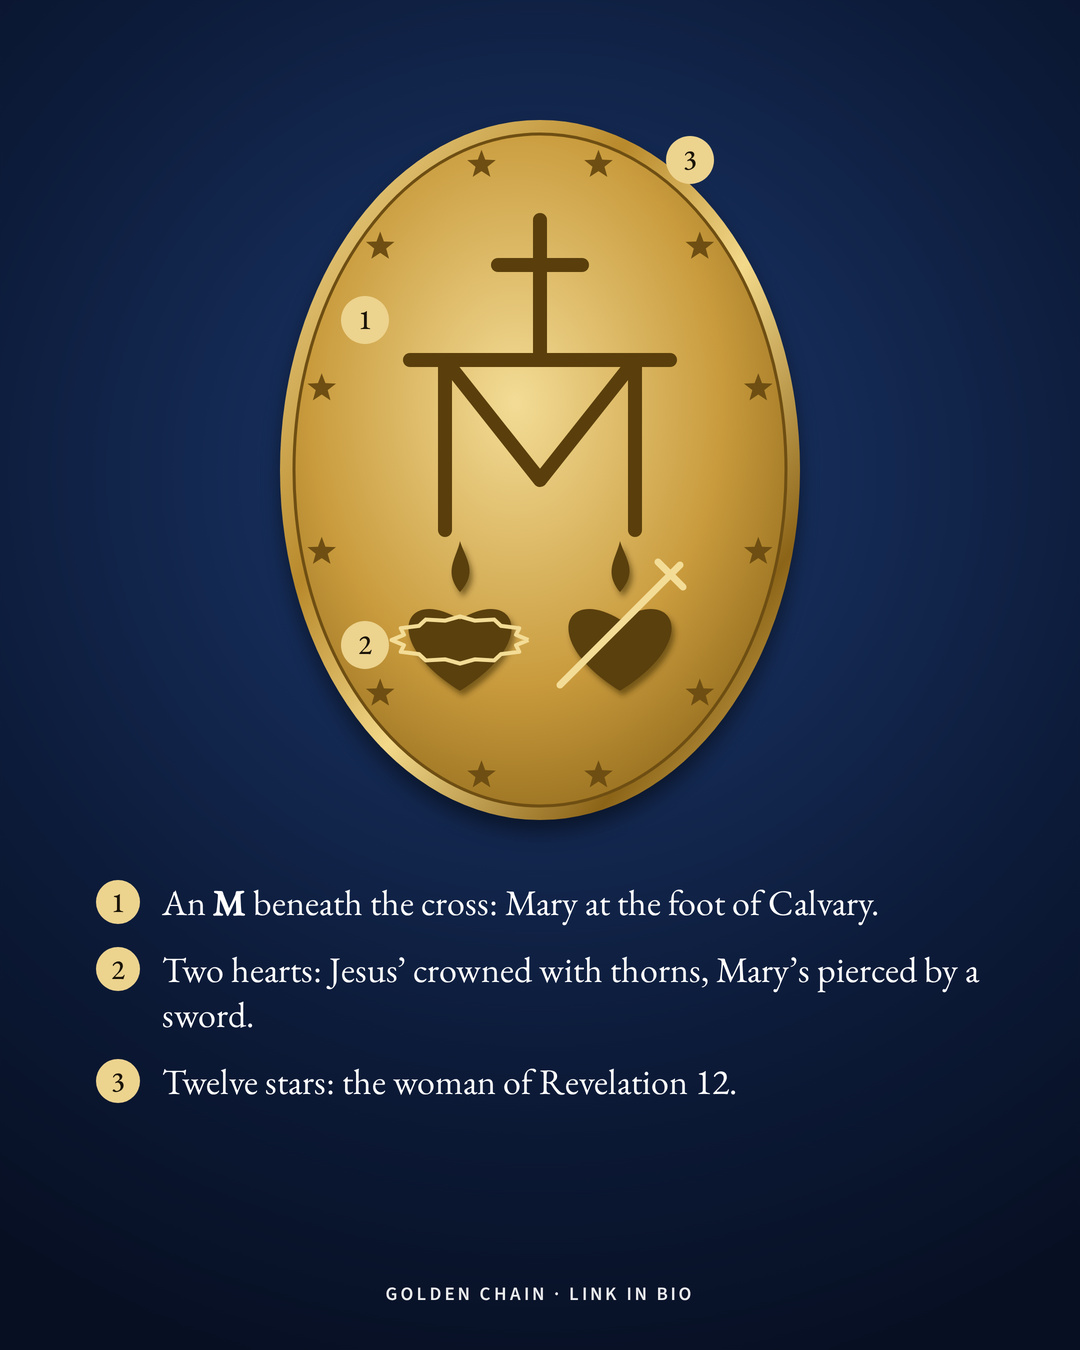 3
1
M
2
1 An M beneath the cross: Mary at the foot of Calvary.
2 Two hearts: Jesus’ crowned with thorns, Mary’s pierced by a
sword.
3 Twelve stars: the woman of Revelation 12.
GOLDEN CHAIN · LINK IN BIO